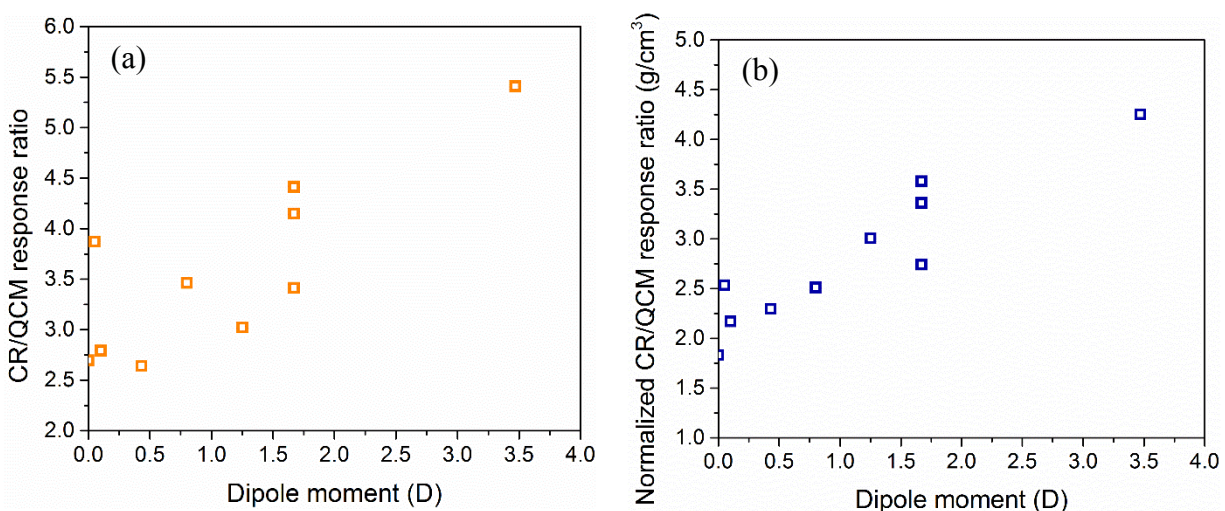 (a)
CR/QCM response ratio
6.0
5.5
5.0
4.5
4.0
3.5
3.0
2.5
2.0
0.0 0.5 1.0 1.5 2.0 2.5 3.0 3.5 4.0
Dipole moment (D)
(b)
Normalized CR/QCM response ratio (g/cm³)
5.0
4.5
4.0
3.5
3.0
2.5
2.0
1.5
1.0
0.0 0.5 1.0 1.5 2.0 2.5 3.0 3.5 4.0
Dipole moment (D)